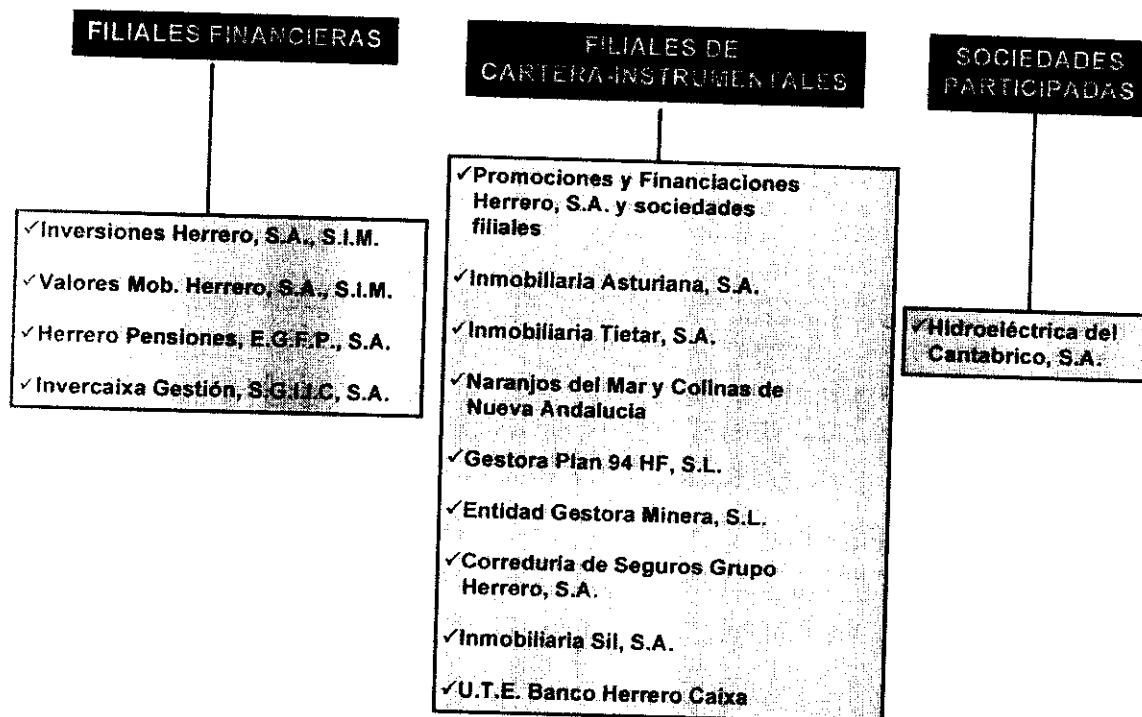 FILIALES FINANCIERAS
✓Inversiones Herrero, S.A., S.I.M.
✓Valores Mob. Herrero, S.A., S.I.M.
✓Herrero Pensiones, E.G.F.P., S.A.
✓Invercaixa Gestión, S.G.I.I.C, S.A.
FILIALES DE
CARTERA-INSTRUMENTALES
✓Promociones y Financiaciones
Herrero, S.A. y sociedades
filiales
✓Inmobiliaria Asturiana, S.A.
✓Inmobiliaria Tietar, S.A.
✓Naranjos del Mar y Colinas de
Nueva Andalucía
✓Gestora Plan 94 HF, S.L.
✓Entidad Gestora Minera, S.L.
✓Correduría de Seguros Grupo
Herrero, S.A.
✓Inmobiliaria Sil, S.A.
✓U.T.E. Banco Herrero Caixa
SOCIEDADES
PARTICIPADAS
✓Hidroeléctrica del
Cantabrico, S.A.